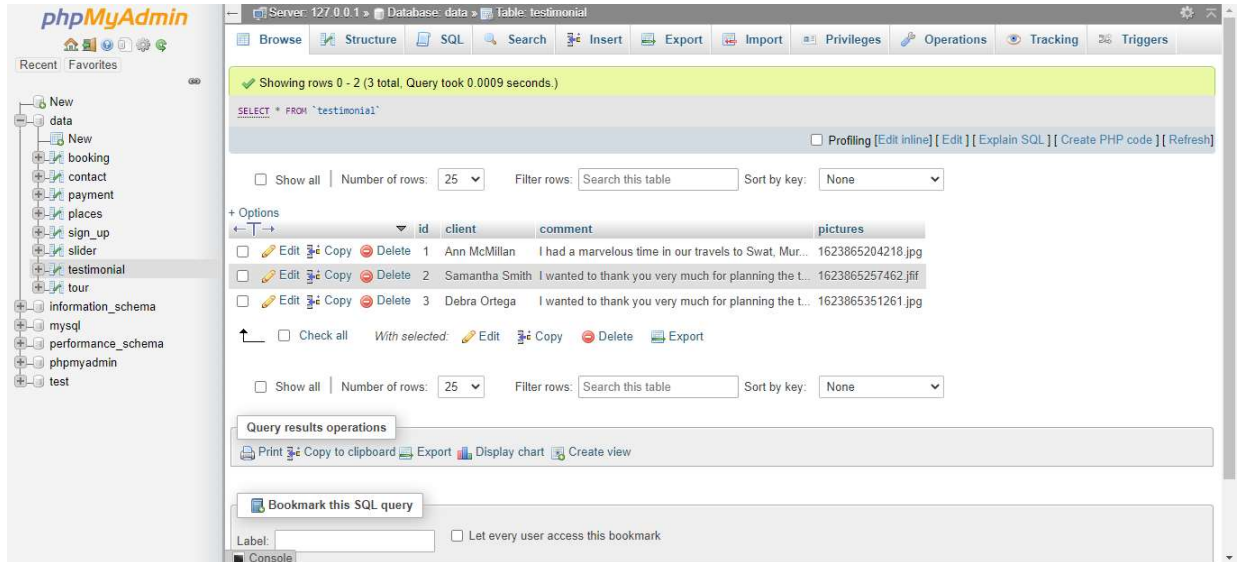 phpMyAdmin
Recent Favorites
New
data
New
booking
contact
payment
places
sign_up
slider
testimonial
tour
information_schema
mysql
performance_schema
phpmyadmin
test
Server: 127.0.0.1 » Database: data » Table: testimonial
Browse Structure SQL Search Insert Export Import Privileges Operations Tracking Triggers
Showing rows 0 - 2 (3 total, Query took 0.0009 seconds.)
SELECT * FROM `testimonial`
Profiling [Edit inline] [ Edit ] [ Explain SQL ] [ Create PHP code ] [ Refresh]
Show all | Number of rows: 25 Filter rows: Search this table Sort by key: None
+ Options
←T→ id client comment pictures
Edit Copy Delete 1 Ann McMillan I had a marvelous time in our travels to Swat, Mur... 1623865204218.jpg
Edit Copy Delete 2 Samantha Smith I wanted to thank you very much for planning the t... 1623865257462.jfif
Edit Copy Delete 3 Debra Ortega I wanted to thank you very much for planning the t... 1623865351261.jpg
Check all With selected: Edit Copy Delete Export
Show all | Number of rows: 25 Filter rows: Search this table Sort by key: None
Query results operations
Print Copy to clipboard Export Display chart Create view
Bookmark this SQL query
Label: Let every user access this bookmark
Console